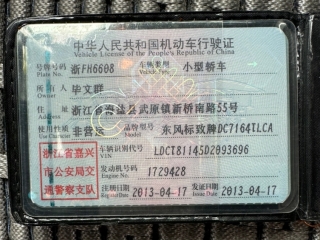 中华人民共和国机动车行驶证
Vehicle License of the People's Republic of China
号牌号码 浙FH6608 车辆类型 小型轿车
Plate No. Vehicle Type
所有人 毕文群
Owner
住址 浙江省海盐县武原镇新桥南路55号
Address
使用性质 非营运 品牌型号 东风标致牌DC7164TLCA
Use Character Model
浙江省嘉兴 车辆识别代号 LDCT81145D2093696
VIN
市公安局交 发动机号码 1729428
Engine No.
通警察支队 注册日期 2013-04-17 发证日期 2013-04-17
Register Date Issue Date